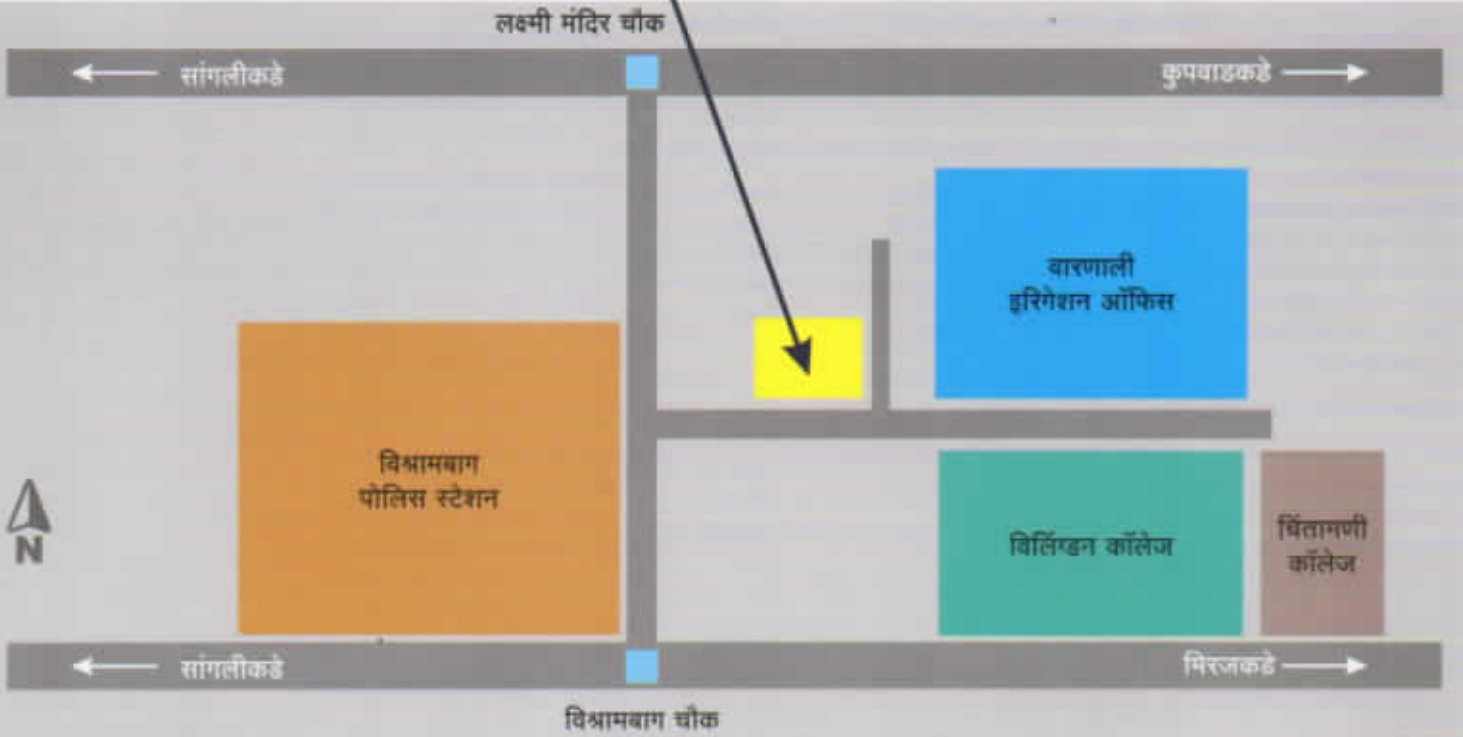 लक्ष्मी मंदिर चौक
सांगलीकडे
कुपवाडकडे
वारणाली
इरिगेशन ऑफिस
विश्रामबाग
पोलिस स्टेशन
N
विलिंग्डन कॉलेज
चिंतामणी
कॉलेज
सांगलीकडे
मिरजकडे
विश्रामबाग चौक